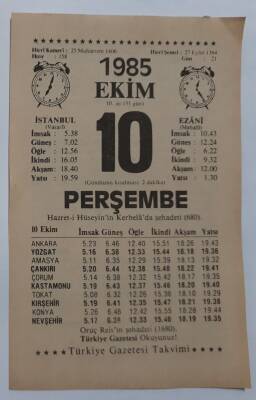 Hicrî Kamerî : 25 Muharrem 1406
Hızır : 158
Hicrî Şemsî : 27 Eylül 1364
Gün 21
1985
EKİM
10. ay (31 gün)
10
İSTANBUL
(Vasatî)
İmsak : 5.38
Güneş : 7.02
Öğle : 12.56
İkindi : 16.05
Akşam : 18.40
Yatsı : 19.59
EZÂNİ
(Mahallî)
İmsak : 10.43
Güneş : 12.24
Öğle : 6.22
İkindi : 9.32
Akşam : 12.00
Yatsı : 1.30
(Gündüzün kısalması: 2 dakika)
PERŞEMBE
Hazret-i Hüseyin'in Kerbelâ'da şehadeti (680).
10 Ekim İmsak Güneş Öğle İkindi Akşam Yatsı
ANKARA 5.23 6.46 12.40 15.51 18.26 19.43
YOZGAT 5.16 6.38 12.33 15.44 18.18 19.36
AMASYA 5.11 6.35 12.29 15.39 18.13 19.32
ÇANKIRI 5.20 6.44 12.38 15.48 18.22 19.41
ÇORUM 5.14 6.38 12.32 15.42 18.17 19.35
KASTAMONU 5.19 6.43 12.37 15.46 18.20 19.40
TOKAT 5.08 6.32 12.26 15.38 18.10 19.29
KIRŞEHİR 5.19 6.41 12.35 15.47 18.21 19.38
KONYA 5.26 6.48 12.42 15.55 18.28 19.44
NEVŞEHİR 5.17 6.39 12.33 15.45 18.19 19.35
Oruç Reis'in şehadeti (1680).
Türkiye Gazetesi Okuyunuz!
Türkiye Gazetesi Takvimi